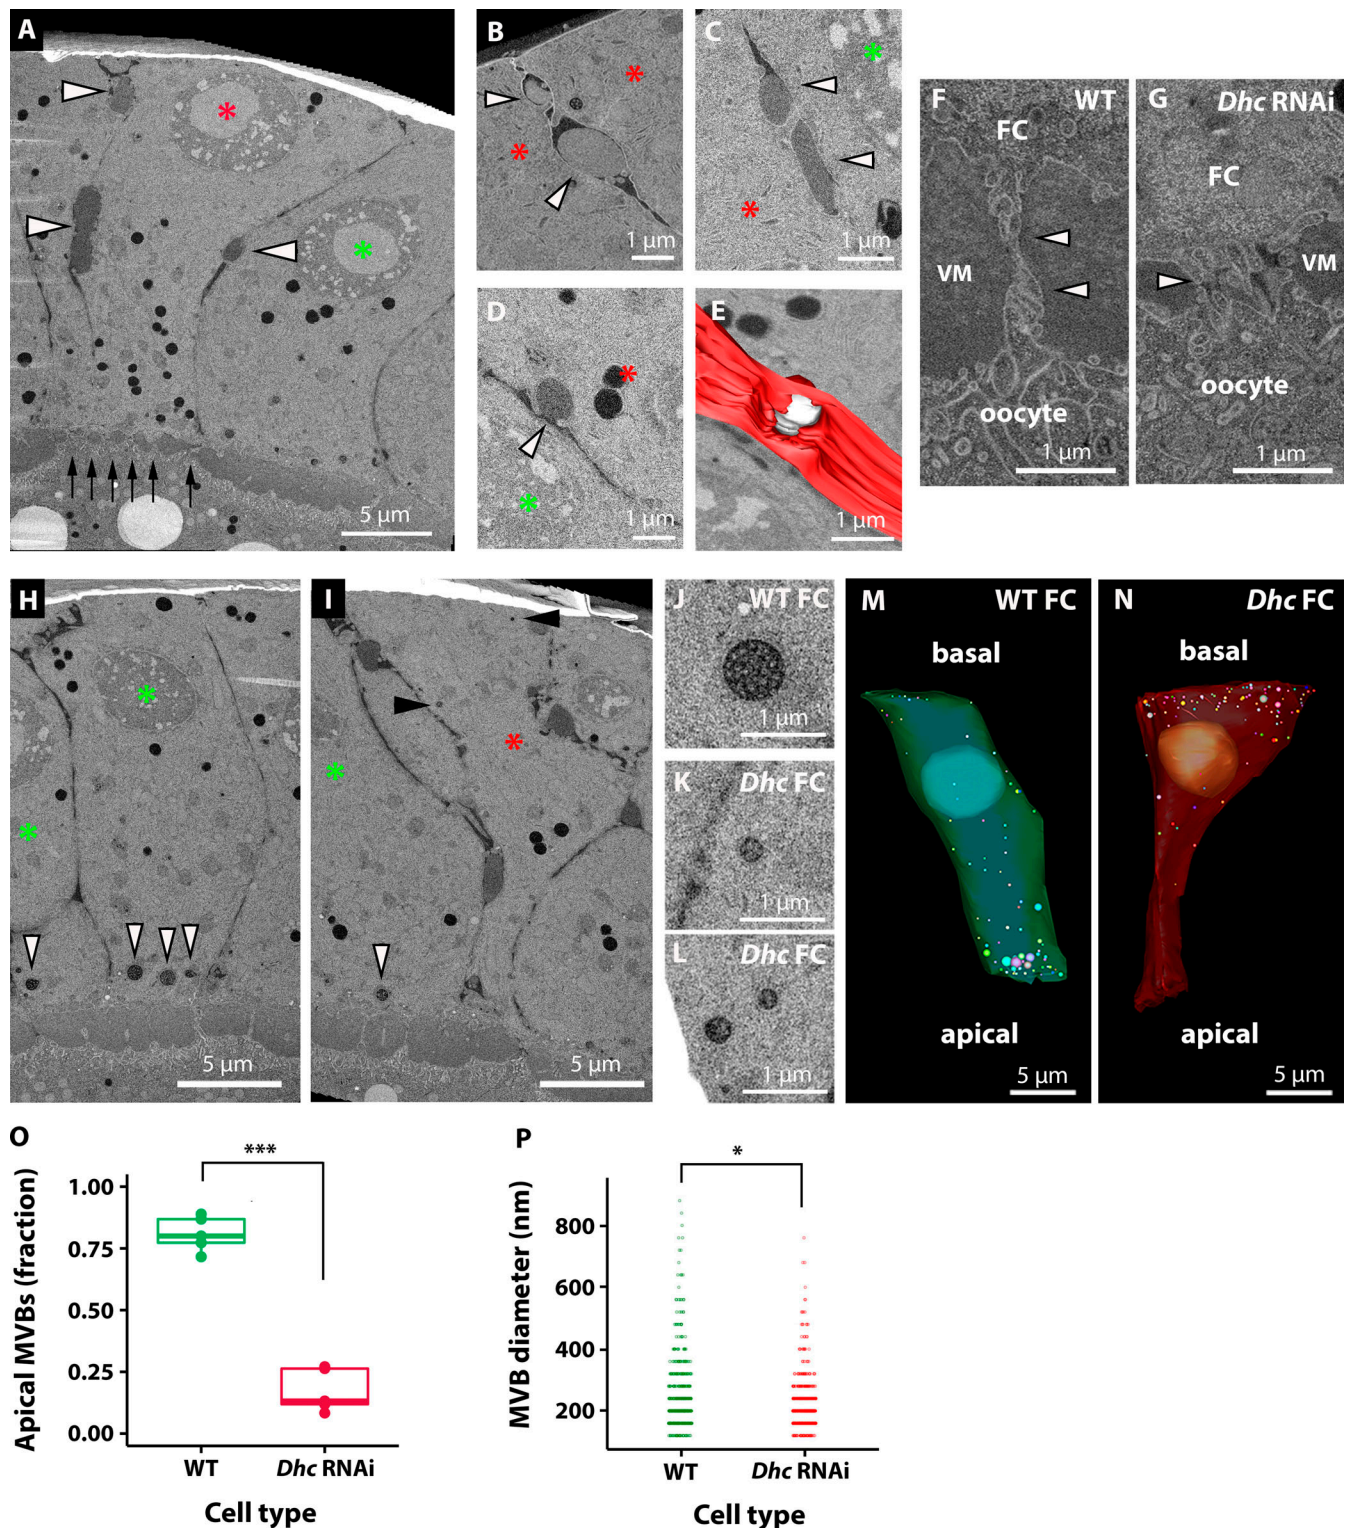 A
*
*
5 µm
B
*
*
1 µm
C
*
*
1 µm
D
*
*
1 µm
E
1 µm
F
WT
FC
VM
oocyte
1 µm
G
Dhc RNAi
FC
VM
oocyte
1 µm
H
*
*
5 µm
I
*
*
5 µm
J
WT FC
1 µm
K
Dhc FC
1 µm
L
Dhc FC
1 µm
M
WT FC
basal
apical
5 µm
N
Dhc FC
basal
apical
5 µm
O
***
Apical MVBs (fraction)
1.00
0.75
0.50
0.25
0.00
WT
Dhc RNAi
Cell type
P
*
MVB diameter (nm)
800
600
400
200
WT
Dhc RNAi
Cell type